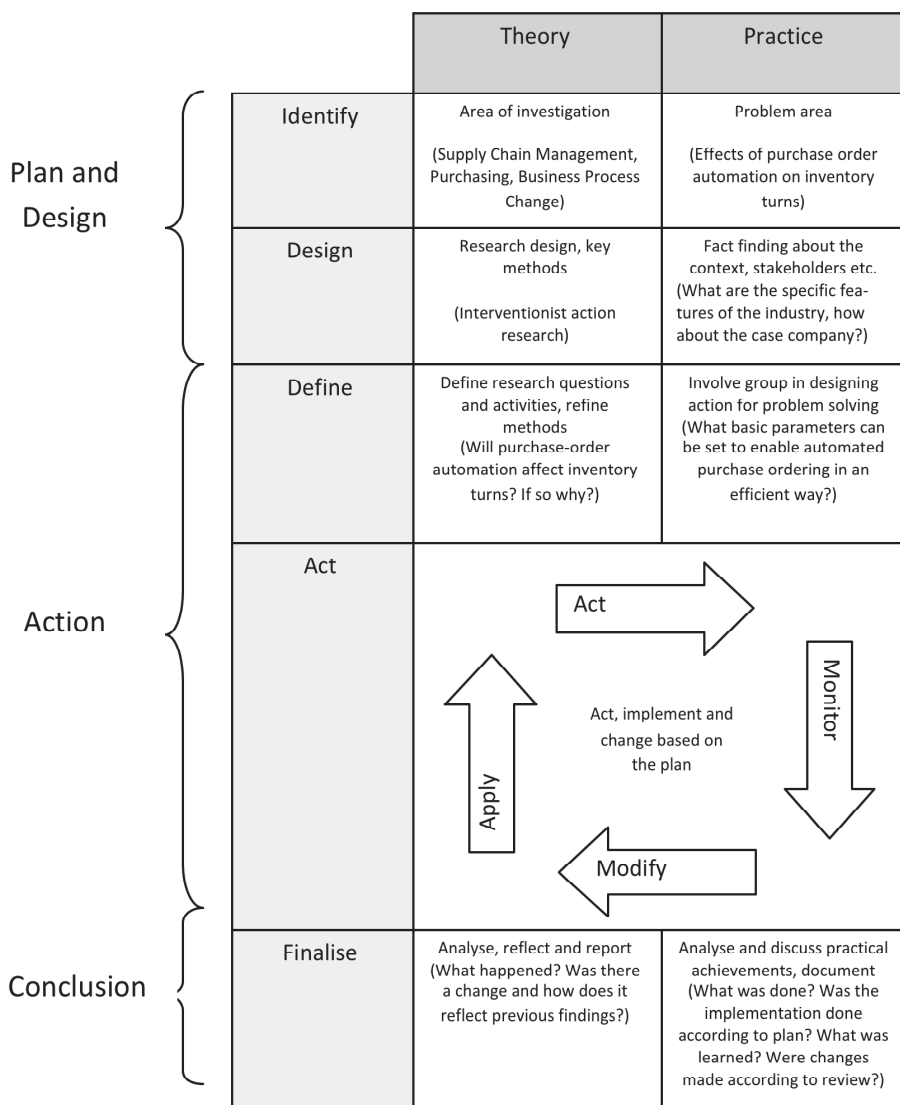 Theory
Practice
Plan and
Design
Identify
Area of investigation
(Supply Chain Management,
Purchasing, Business Process
Change)
Problem area
(Effects of purchase order
automation on inventory
turns)
Design
Research design, key
methods
(Interventionist action
research)
Fact finding about the
context, stakeholders etc.
(What are the specific fea-
tures of the industry, how
about the case company?)
Action
Define
Define research questions
and activities, refine
methods
(Will purchase-order
automation affect inventory
turns? If so why?)
Involve group in designing
action for problem solving
(What basic parameters can
be set to enable automated
purchase ordering in an
efficient way?)
Act
Act
Monitor
Act, implement and
change based on
the plan
Apply
Modify
Conclusion
Finalise
Analyse, reflect and report
(What happened? Was there
a change and how does it
reflect previous findings?)
Analyse and discuss practical
achievements, document
(What was done? Was the
implementation done
according to plan? What was
learned? Were changes
made according to review?)